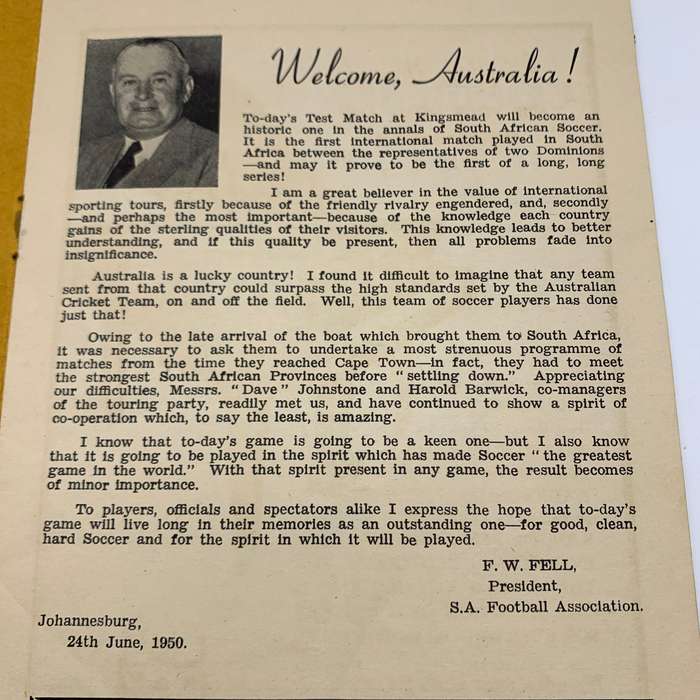 Welcome, Australia!
To-day's Test Match at Kingsmead will become an
historic one in the annals of South African Soccer.
It is the first international match played in South
Africa between the representatives of two Dominions
—and may it prove to be the first of a long, long
series!
I am a great believer in the value of international
sporting tours, firstly because of the friendly rivalry engendered, and, secondly
—and perhaps the most important—because of the knowledge each country
gains of the sterling qualities of their visitors. This knowledge leads to better
understanding, and if this quality be present, then all problems fade into
insignificance.
Australia is a lucky country! I found it difficult to imagine that any team
sent from that country could surpass the high standards set by the Australian
Cricket Team, on and off the field. Well, this team of soccer players has done
just that!
Owing to the late arrival of the boat which brought them to South Africa,
it was necessary to ask them to undertake a most strenuous programme of
matches from the time they reached Cape Town—in fact, they had to meet
the strongest South African Provinces before "settling down." Appreciating
our difficulties, Messrs. "Dave" Johnstone and Harold Barwick, co-managers
of the touring party, readily met us, and have continued to show a spirit of
co-operation which, to say the least, is amazing.
I know that to-day's game is going to be a keen one—but I also know
that it is going to be played in the spirit which has made Soccer "the greatest
game in the world." With that spirit present in any game, the result becomes
of minor importance.
To players, officials and spectators alike I express the hope that to-day's
game will live long in their memories as an outstanding one—for good, clean,
hard Soccer and for the spirit in which it will be played.
F. W. FELL,
President,
S.A. Football Association.
Johannesburg,
24th June, 1950.